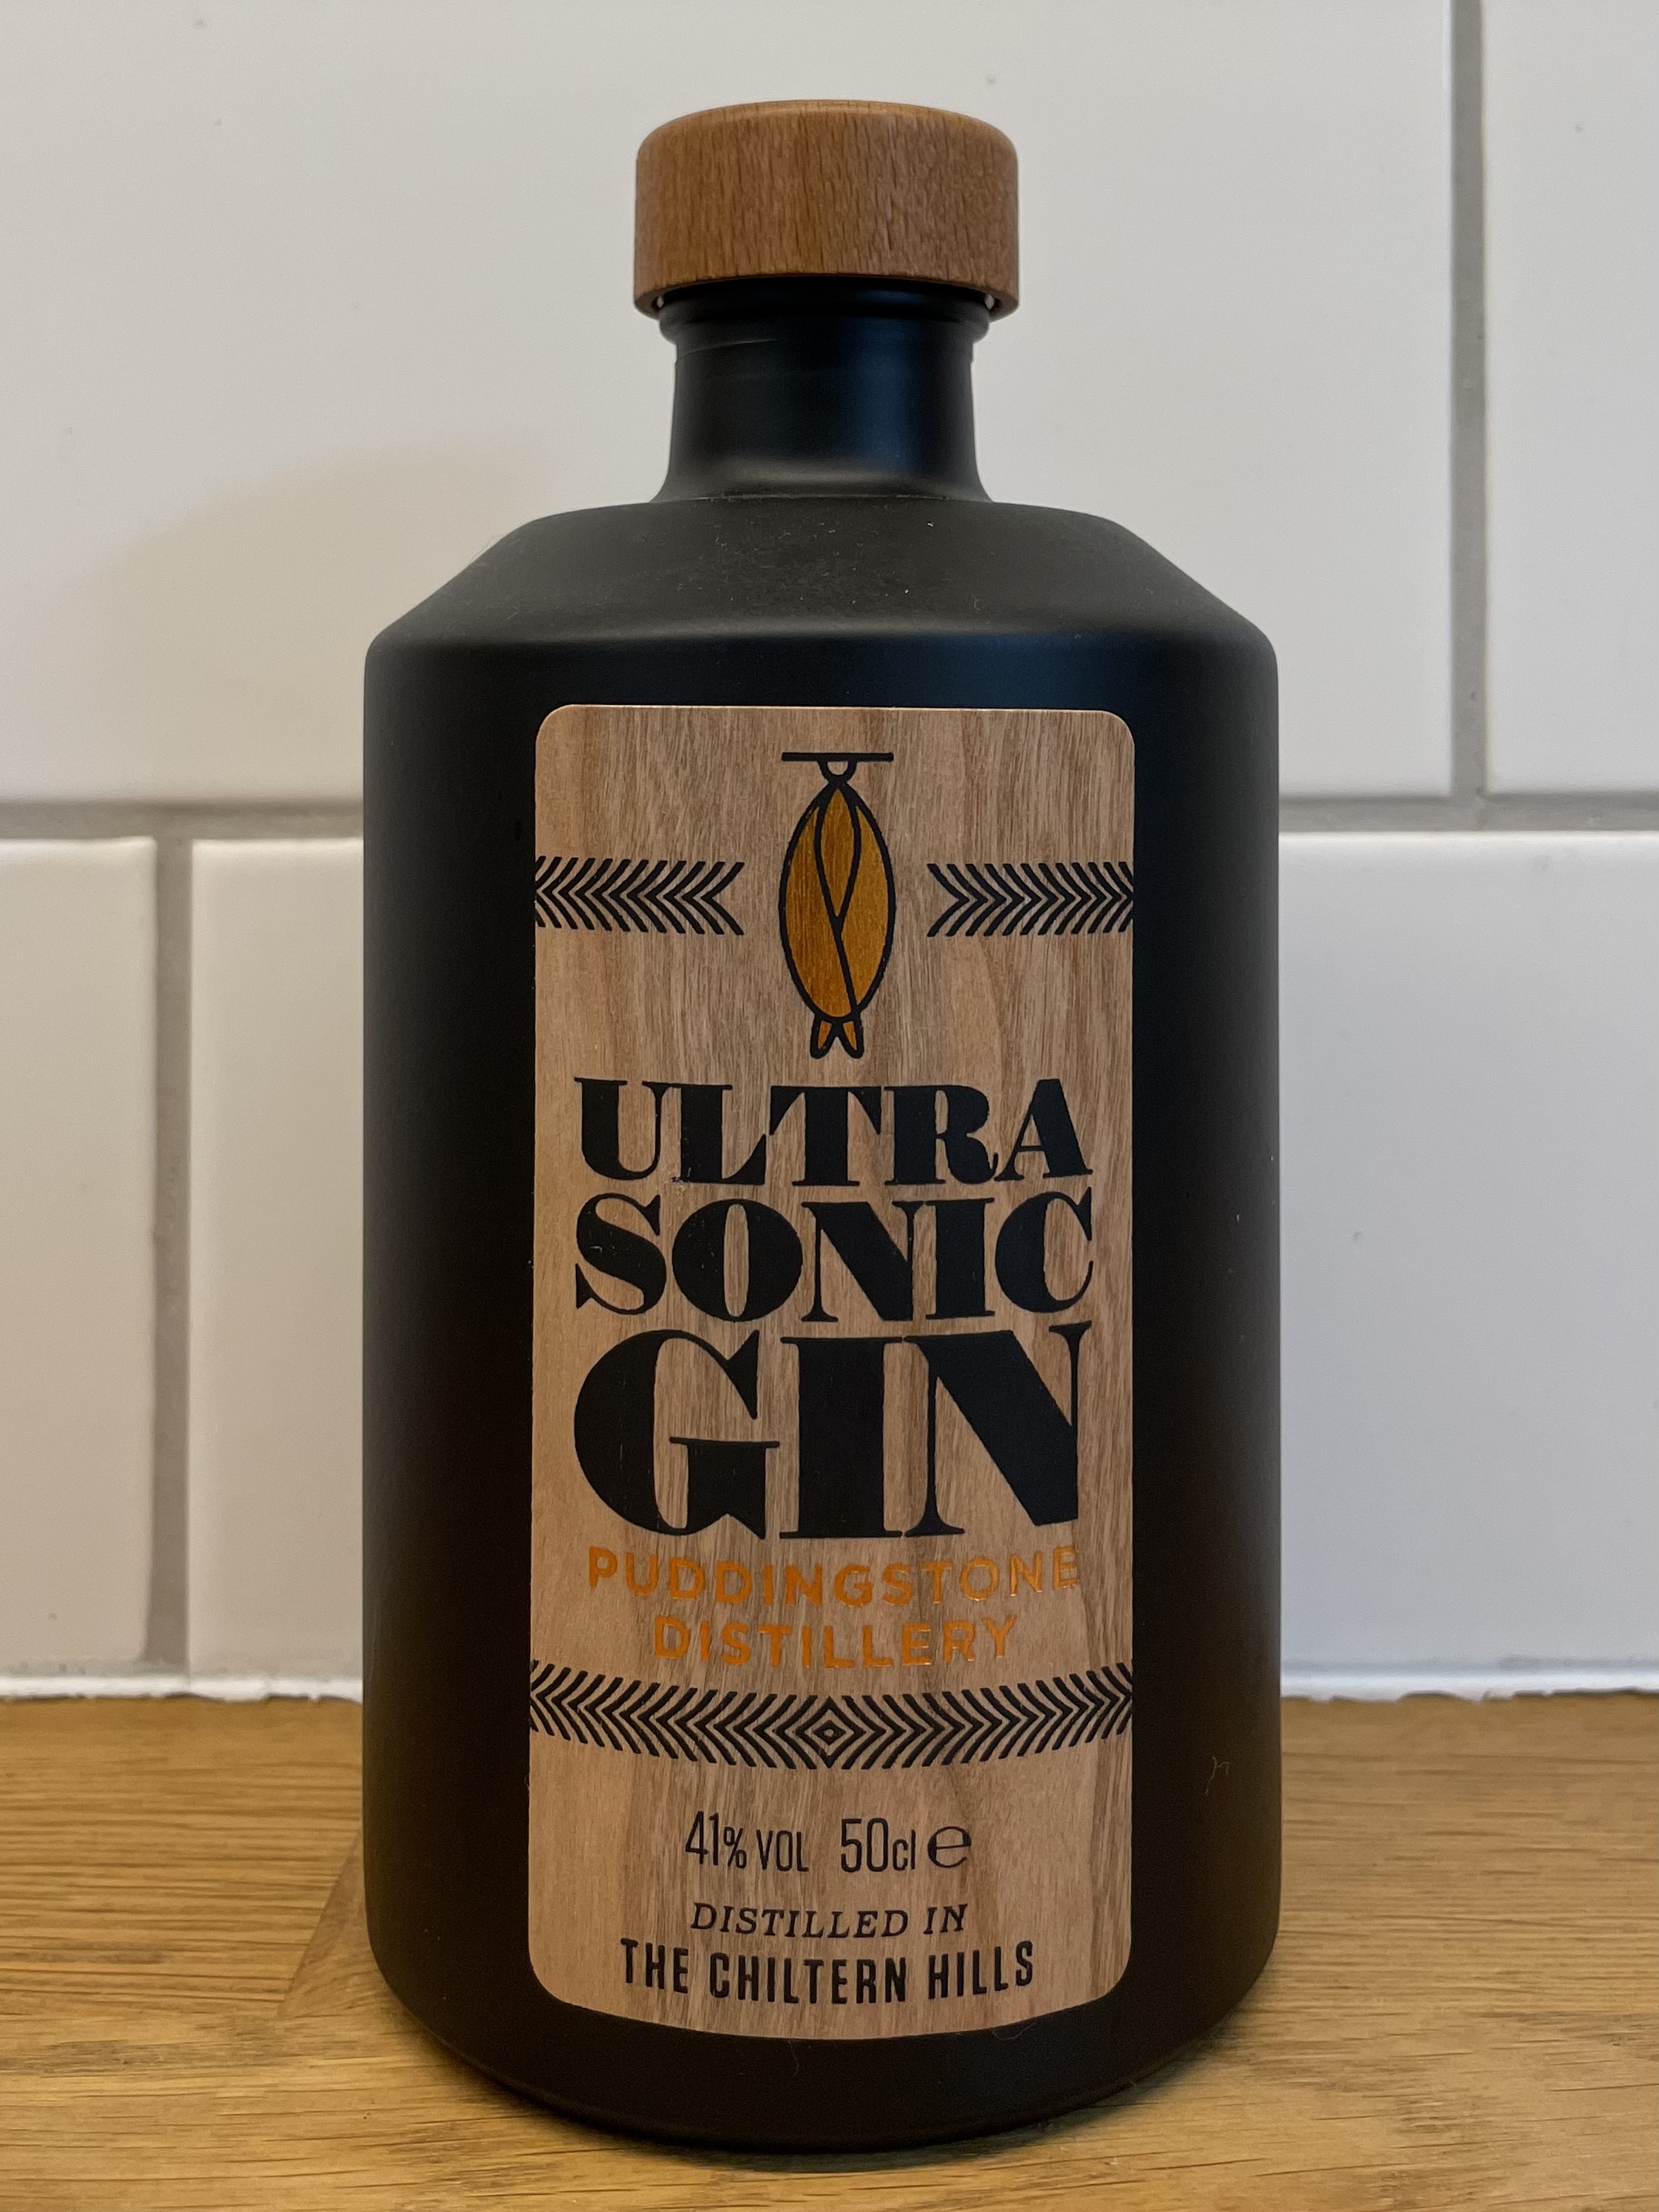 ULTRA
SONIC
GIN
PUDDINGSTONE
DISTILLERY
41% VOL 50cl ℮
DISTILLED IN
THE CHILTERN HILLS